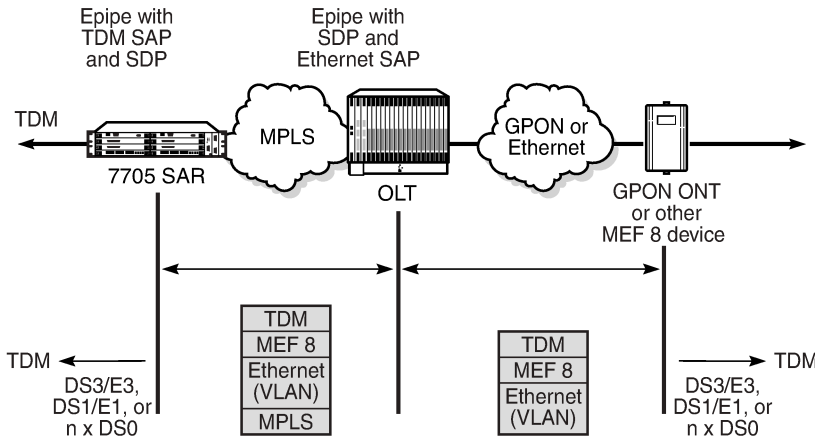 Epipe with
TDM SAP
and SDP
Epipe with
SDP and
Ethernet SAP
TDM
MPLS
GPON or
Ethernet
7705 SAR
OLT
GPON ONT
or other
MEF 8 device
TDM
MEF 8
Ethernet
(VLAN)
MPLS
TDM
MEF 8
Ethernet
(VLAN)
TDM
DS3/E3,
DS1/E1, or
n x DS0
TDM
DS3/E3,
DS1/E1, or
n x DS0